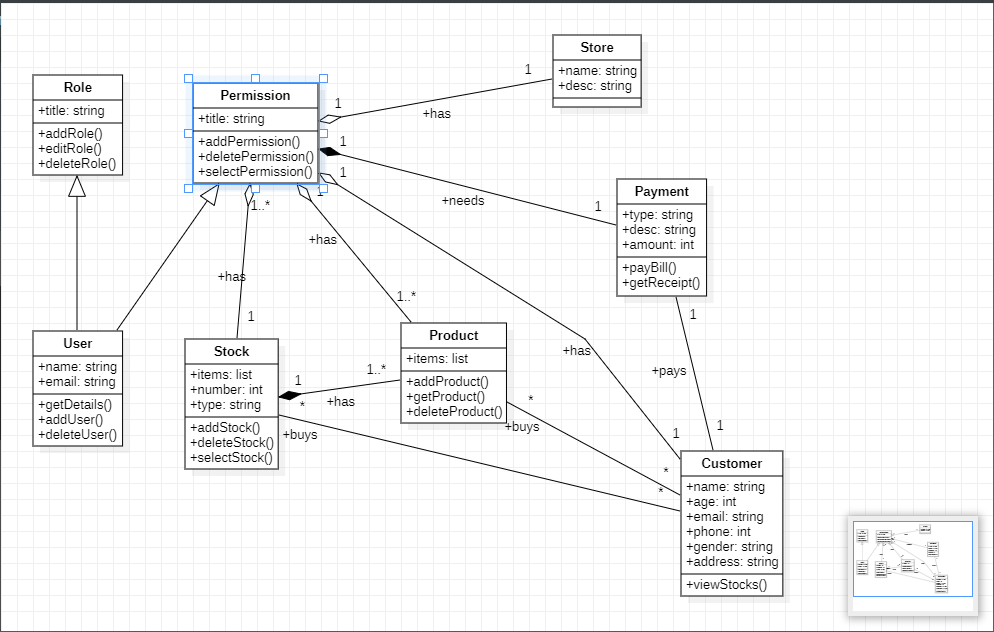 Store
+name: string
+desc: string
1
+has
Role
+title: string
+addRole()
+editRole()
+deleteRole()
Permission
+title: string
+addPermission()
+deletePermission()
+selectPermission()
1
1
1
1
1..*
+needs
1
Payment
+type: string
+desc: string
+amount: int
+payBill()
+getReceipt()
+has
+has
1..*
1
1
+has
+pays
User
+name: string
+email: string
+getDetails()
+addUser()
+deleteUser()
Stock
+items: list
+number: int
+type: string
+addStock()
+deleteStock()
+selectStock()
1
1..*
+has
*
+buys
Product
+items: list
+addProduct()
+getProduct()
+deleteProduct()
*
+buys
1
1
*
*
Customer
+name: string
+age: int
+email: string
+phone: int
+gender: string
+address: string
+viewStocks()